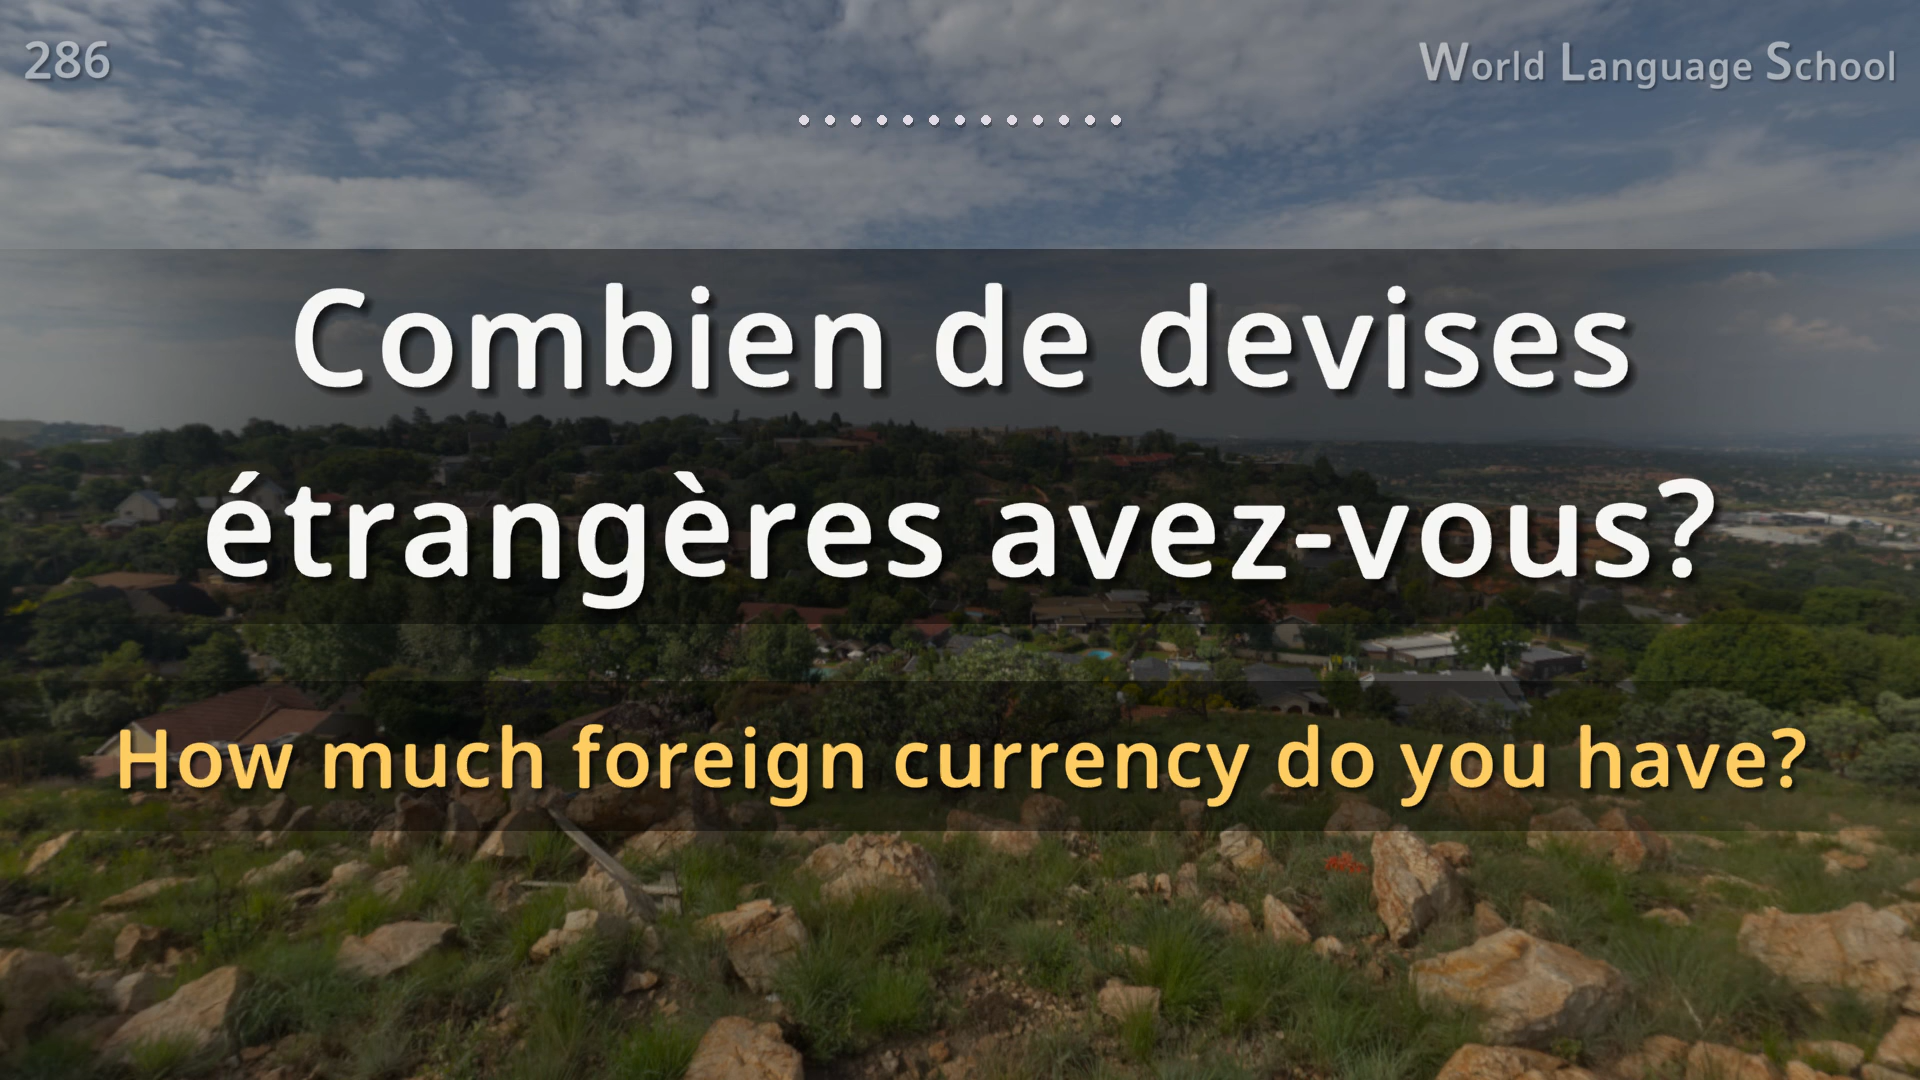 286
World Language School
Combien de devises
étrangères avez-vous?
How much foreign currency do you have?